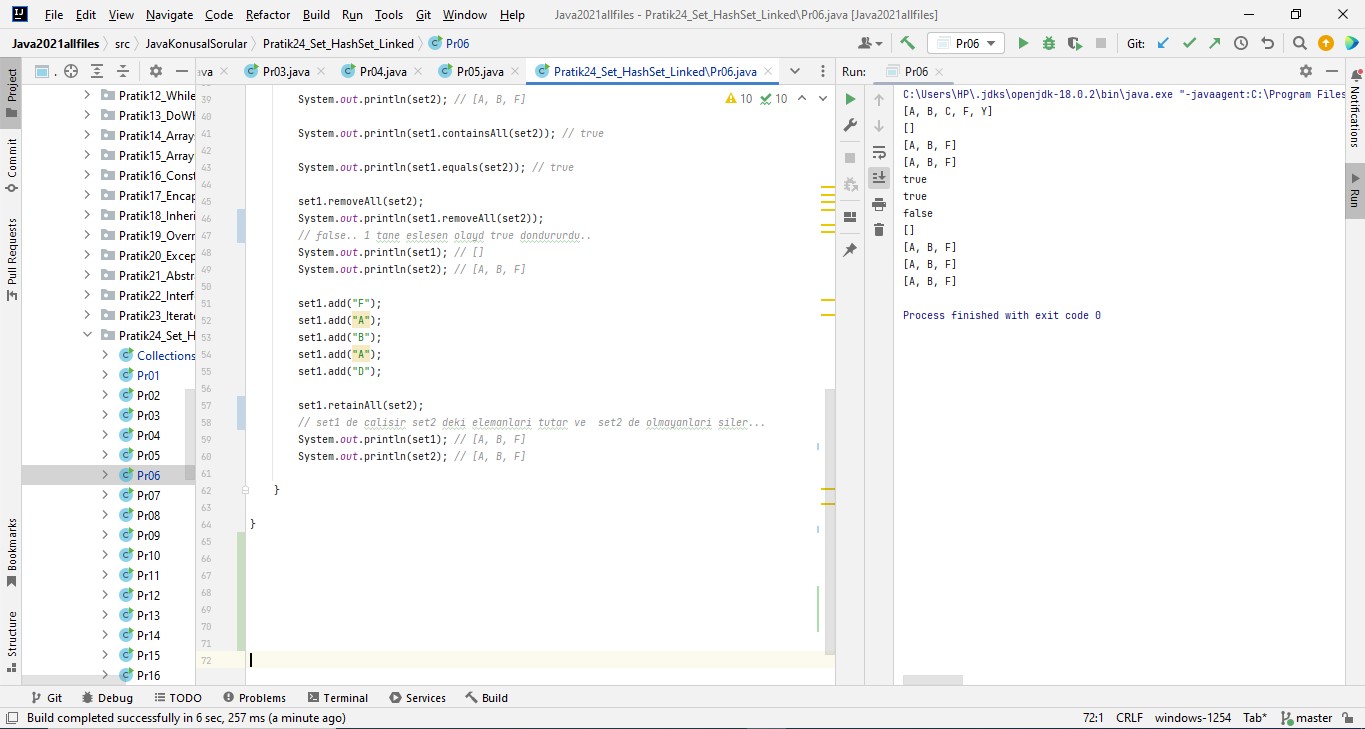 File Edit View Navigate Code Refactor Build Run Tools Git Window Help Java2021allfiles - Pratik24_Set_HashSet_Linked\Pr06.java [Java2021allfiles]
Java2021allfiles src JavaKonusalSorular Pratik24_Set_HashSet_Linked Pr06 Pr06 Git:
Project
Commit
Pull Requests
Bookmarks
Structure
Pratik12_While
Pratik13_DoWh
Pratik14_Arrays
Pratik15_Array
Pratik16_Const
Pratik17_Encap
Pratik18_Inheri
Pratik19_Overr
Pratik20_Excep
Pratik21_Abstr
Pratik22_Interf
Pratik23_Iterato
Pratik24_Set_H
Collections
Pr01
Pr02
Pr03
Pr04
Pr05
Pr06
Pr07
Pr08
Pr09
Pr10
Pr11
Pr12
Pr13
Pr14
Pr15
Pr16
ava Pr03.java Pr04.java Pr05.java Pratik24_Set_HashSet_Linked\Pr06.java
10 10
39 System.out.println(set2); // [A, B, F]
40
41 System.out.println(set1.containsAll(set2)); // true
42
43 System.out.println(set1.equals(set2)); // true
44
45 set1.removeAll(set2);
46 System.out.println(set1.removeAll(set2));
47 // false.. 1 tane eslesen olayd true dondururdu..
48 System.out.println(set1); // []
49 System.out.println(set2); // [A, B, F]
50
51 set1.add("F");
52 set1.add("A");
53 set1.add("B");
54 set1.add("A");
55 set1.add("D");
56
57 set1.retainAll(set2);
58 // set1 de calisir set2 deki elemanlari tutar ve  set2 de olmayanlari siler...
59 System.out.println(set1); // [A, B, F]
60 System.out.println(set2); // [A, B, F]
61
62 }
63
64 }
65
66
67
68
69
70
71
72
Run: Pr06
C:\Users\HP\.jdks\openjdk-18.0.2\bin\java.exe "-javaagent:C:\Program Files
[A, B, C, F, Y]
[]
[A, B, F]
[A, B, F]
true
true
false
[]
[A, B, F]
[A, B, F]
[A, B, F]
Process finished with exit code 0
Notifications
Run
Git Debug TODO Problems Terminal Services Build
Build completed successfully in 6 sec, 257 ms (a minute ago) 72:1 CRLF windows-1254 Tab* master